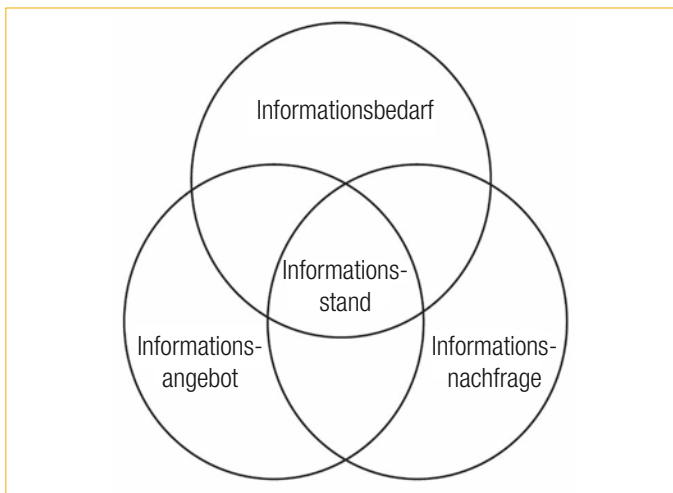 Informationsbedarf
Informations-
stand
Informations-
angebot
Informations-
nachfrage